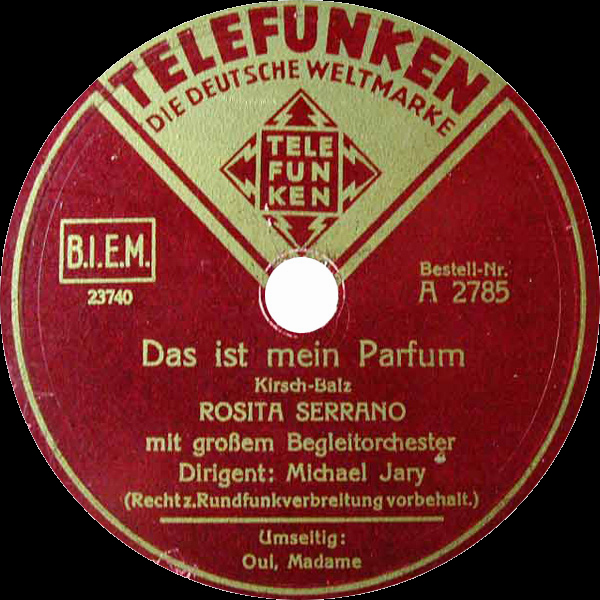 TELEFUNKEN
DIE DEUTSCHE WELTMARKE
TELE
FUN
KEN
B.I.E.M.
23740
Bestell-Nr.
A 2785
Das ist mein Parfum
Kirsch-Balz
ROSITA SERRANO
mit großem Begleitorchester
Dirigent: Michael Jary
(Recht z. Rundfunkverbreitung vorbehalt.)
Umseitig:
Oui, Madame